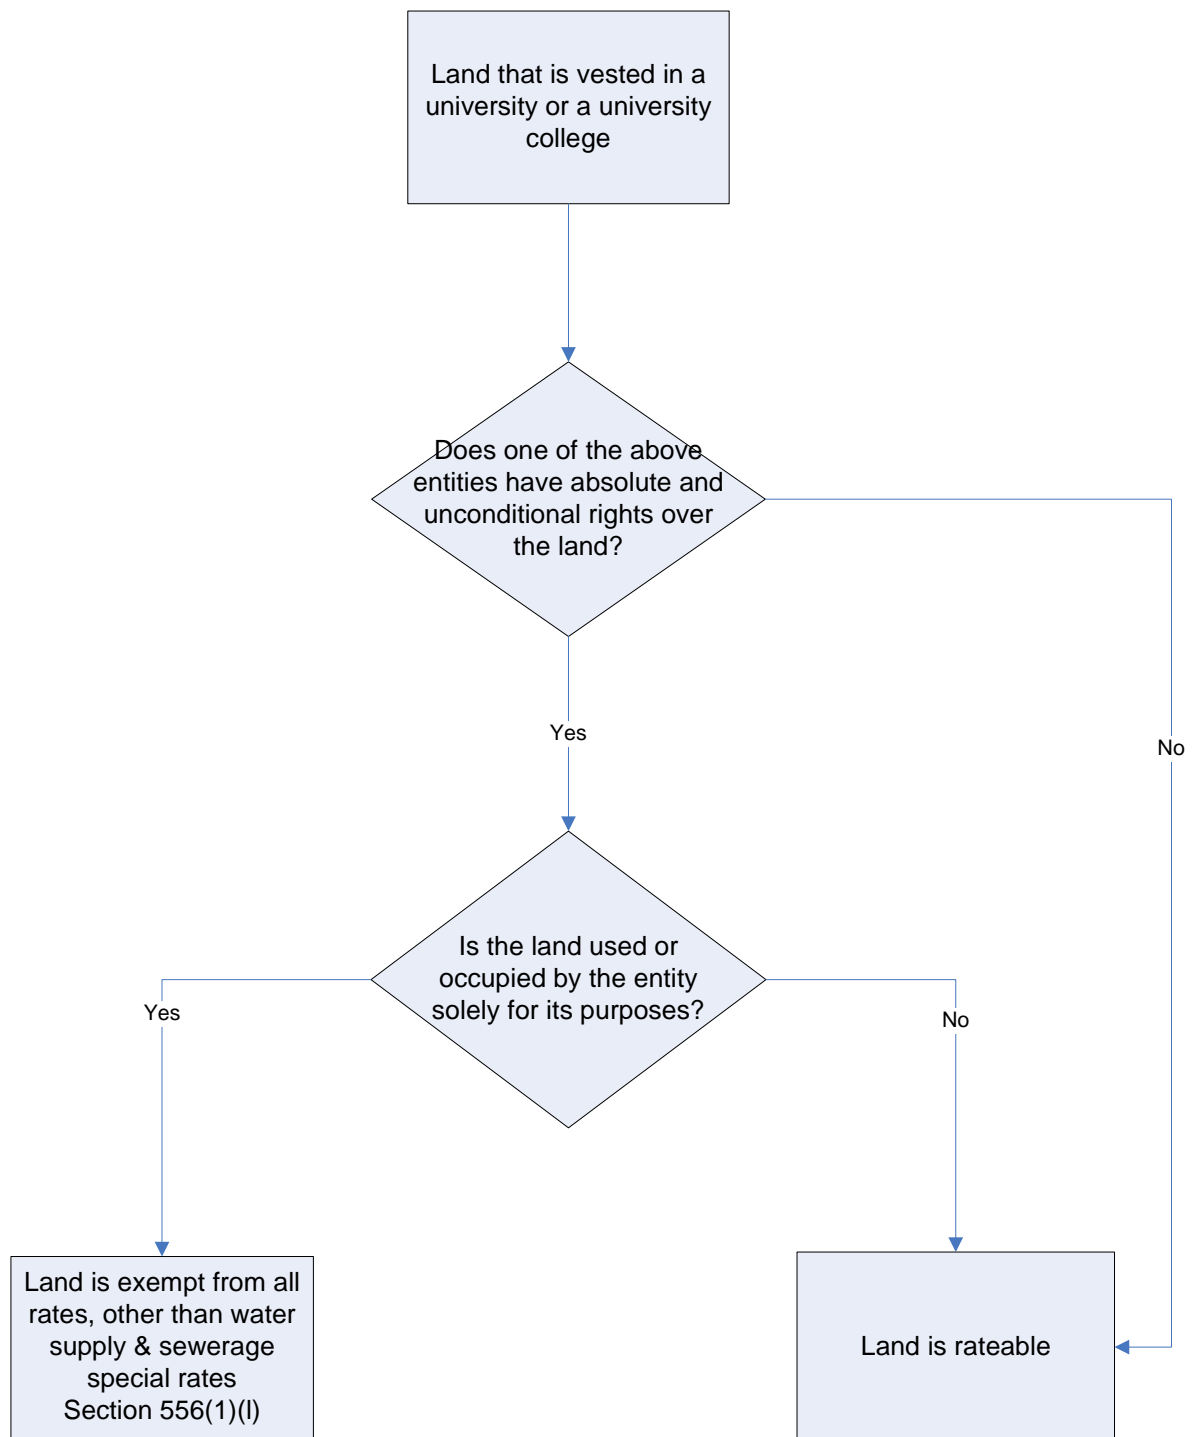 Land that is vested in a
university or a university
college
Does one of the above
entities have absolute and
unconditional rights over
the land?
Yes
No
Is the land used or
occupied by the entity
solely for its purposes?
Yes
No
Land is exempt from all
rates, other than water
supply & sewerage
special rates
Section 556(1)(l)
Land is rateable